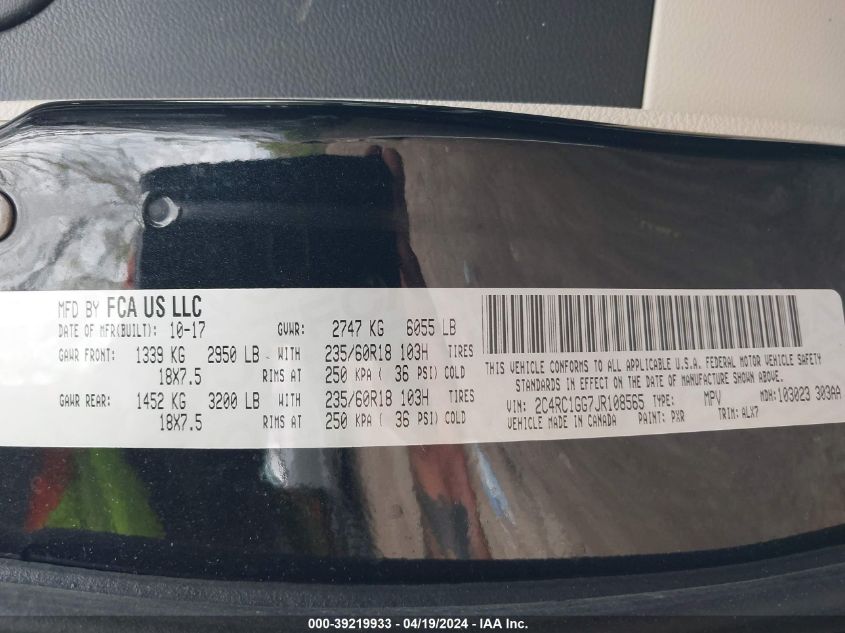 MFD BY FCA US LLC
DATE OF MFR(BUILT): 10-17 GVWR: 2747 KG 6055 LB
GAWR FRONT: 1339 KG 2950 LB WITH 235/60R18 103H TIRES
18X7.5 RIMS AT 250 KPA ( 36 PSI) COLD
GAWR REAR: 1452 KG 3200 LB WITH 235/60R18 103H TIRES
18X7.5 RIMS AT 250 KPA ( 36 PSI) COLD
THIS VEHICLE CONFORMS TO ALL APPLICABLE U.S.A. FEDERAL MOTOR VEHICLE SAFETY
STANDARDS IN EFFECT ON THE DATE OF MANUFACTURE SHOWN ABOVE.
VIN: 2C4RC1GG7JR108565 TYPE: MPV MDH: 103023 303AA
VEHICLE MADE IN CANADA PAINT: PXR TRIM: ALX7
000-39219933 - 04/19/2024 - IAA Inc.